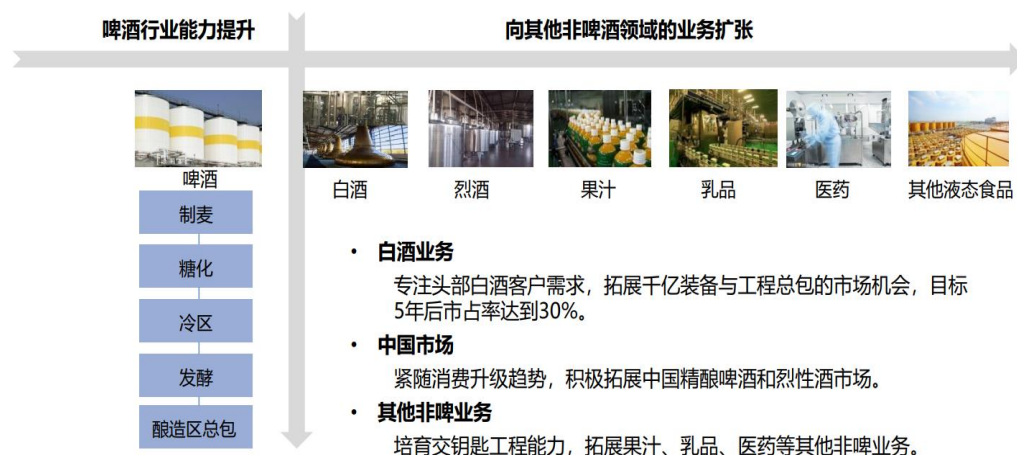 啤酒行业能力提升
向其他非啤酒领域的业务扩张
啤酒
白酒
烈酒
果汁
乳品
医药
其他液态食品
制麦
糖化
冷区
发酵
酿造区总包
• 白酒业务
专注头部白酒客户需求，拓展千亿装备与工程总包的市场机会，目标
5年后市占率达到30%。
• 中国市场
紧随消费升级趋势，积极拓展中国精酿啤酒和烈性酒市场。
• 其他非啤业务
培育交钥匙工程能力，拓展果汁、乳品、医药等其他非啤业务。